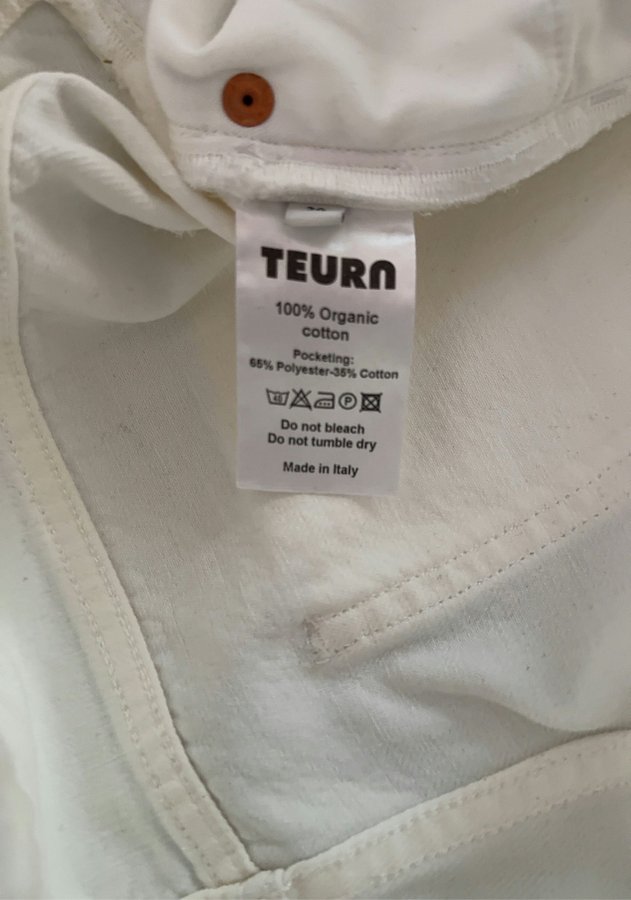 TEURN
100% Organic
cotton
Pocketing:
65% Polyester-35% Cotton
40 P
Do not bleach
Do not tumble dry
Made in Italy